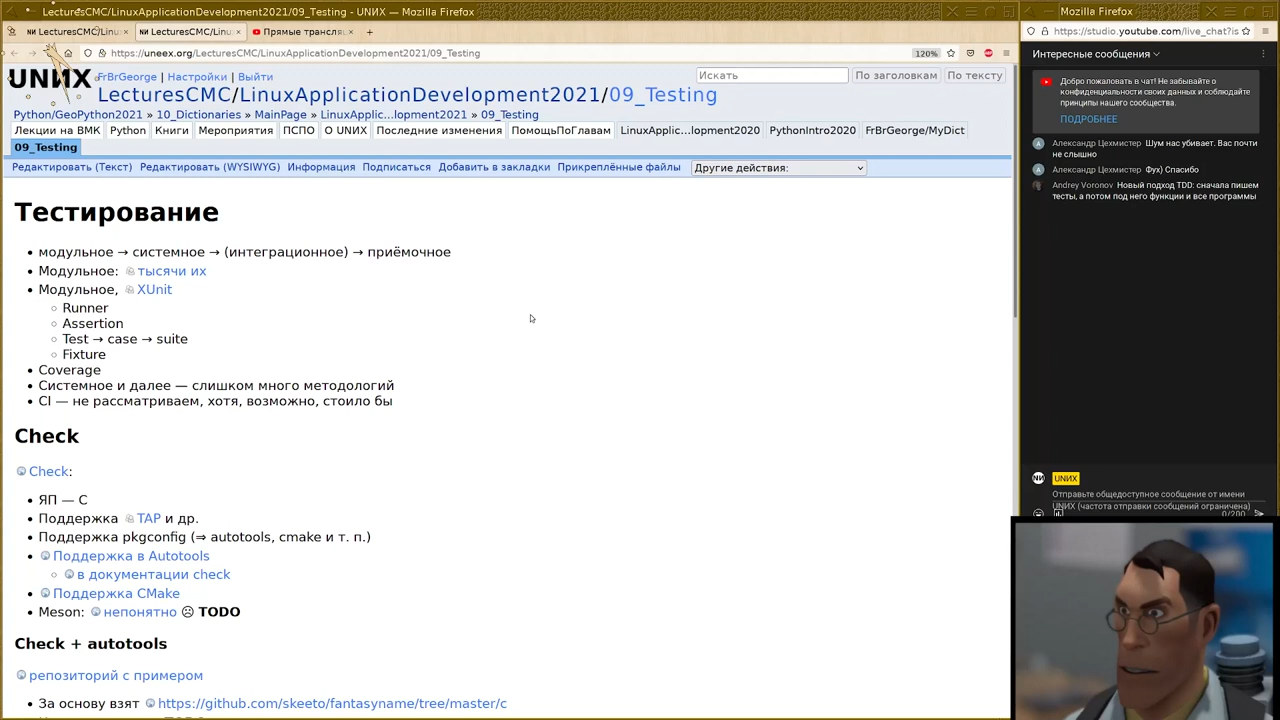 LecturesCMC/LinuxApplicationDevelopment2021/09_Testing - UNИX — Mozilla Firefox
LecturesCMC/Linu
LecturesCMC/Linu
Прямые трансляц
https://uneex.org/LecturesCMC/LinuxApplicationDevelopment2021/09_Testing
120%
UNИX
FrBrGeorge | Настройки | Выйти
Искать
По заголовкам
По тексту
LecturesCMC/LinuxApplicationDevelopment2021/09_Testing
Python/GeoPython2021 » 10_Dictionaries » MainPage » LinuxApplic...lopment2021 » 09_Testing
Лекции на ВМК Python Книги Мероприятия ПСПО О UNИX Последние изменения ПомощьПоГлавам LinuxApplic...lopment2020 PythonIntro2020 FrBrGeorge/MyDict
09_Testing
Редактировать (Текст) Редактировать (WYSIWYG) Информация Подписаться Добавить в закладки Прикреплённые файлы Другие действия:
Тестирование
• модульное → системное → (интеграционное) → приёмочное
• Модульное: тысячи их
• Модульное, XUnit
◦ Runner
◦ Assertion
◦ Test → case → suite
◦ Fixture
• Coverage
• Системное и далее — слишком много методологий
• CI — не рассматриваем, хотя, возможно, стоило бы
Check
Check:
• ЯП — C
• Поддержка TAP и др.
• Поддержка pkgconfig (⇒ autotools, cmake и т. п.)
• Поддержка в Autotools
◦ в документации check
• Поддержка CMake
• Meson: непонятно ☹ TODO
Check + autotools
репозиторий с примером
• За основу взят https://github.com/skeeto/fantasyname/tree/master/c
Mozilla Firefox
https://studio.youtube.com/live_chat?is
Интересные сообщения
Добро пожаловать в чат! Не забывайте о
конфиденциальности своих данных и соблюдайте
принципы нашего сообщества.
ПОДРОБНЕЕ
Александр Цехмистер Шум нас убивает. Вас почти
не слышно
Александр Цехмистер Фух) Спасибо
Andrey Voronov Новый подход TDD: сначала пишем
тесты, а потом под него функции и все программы
UNИX
Отправьте общедоступное сообщение от имени
UNИX (частота отправки сообщений ограничена)
0/200